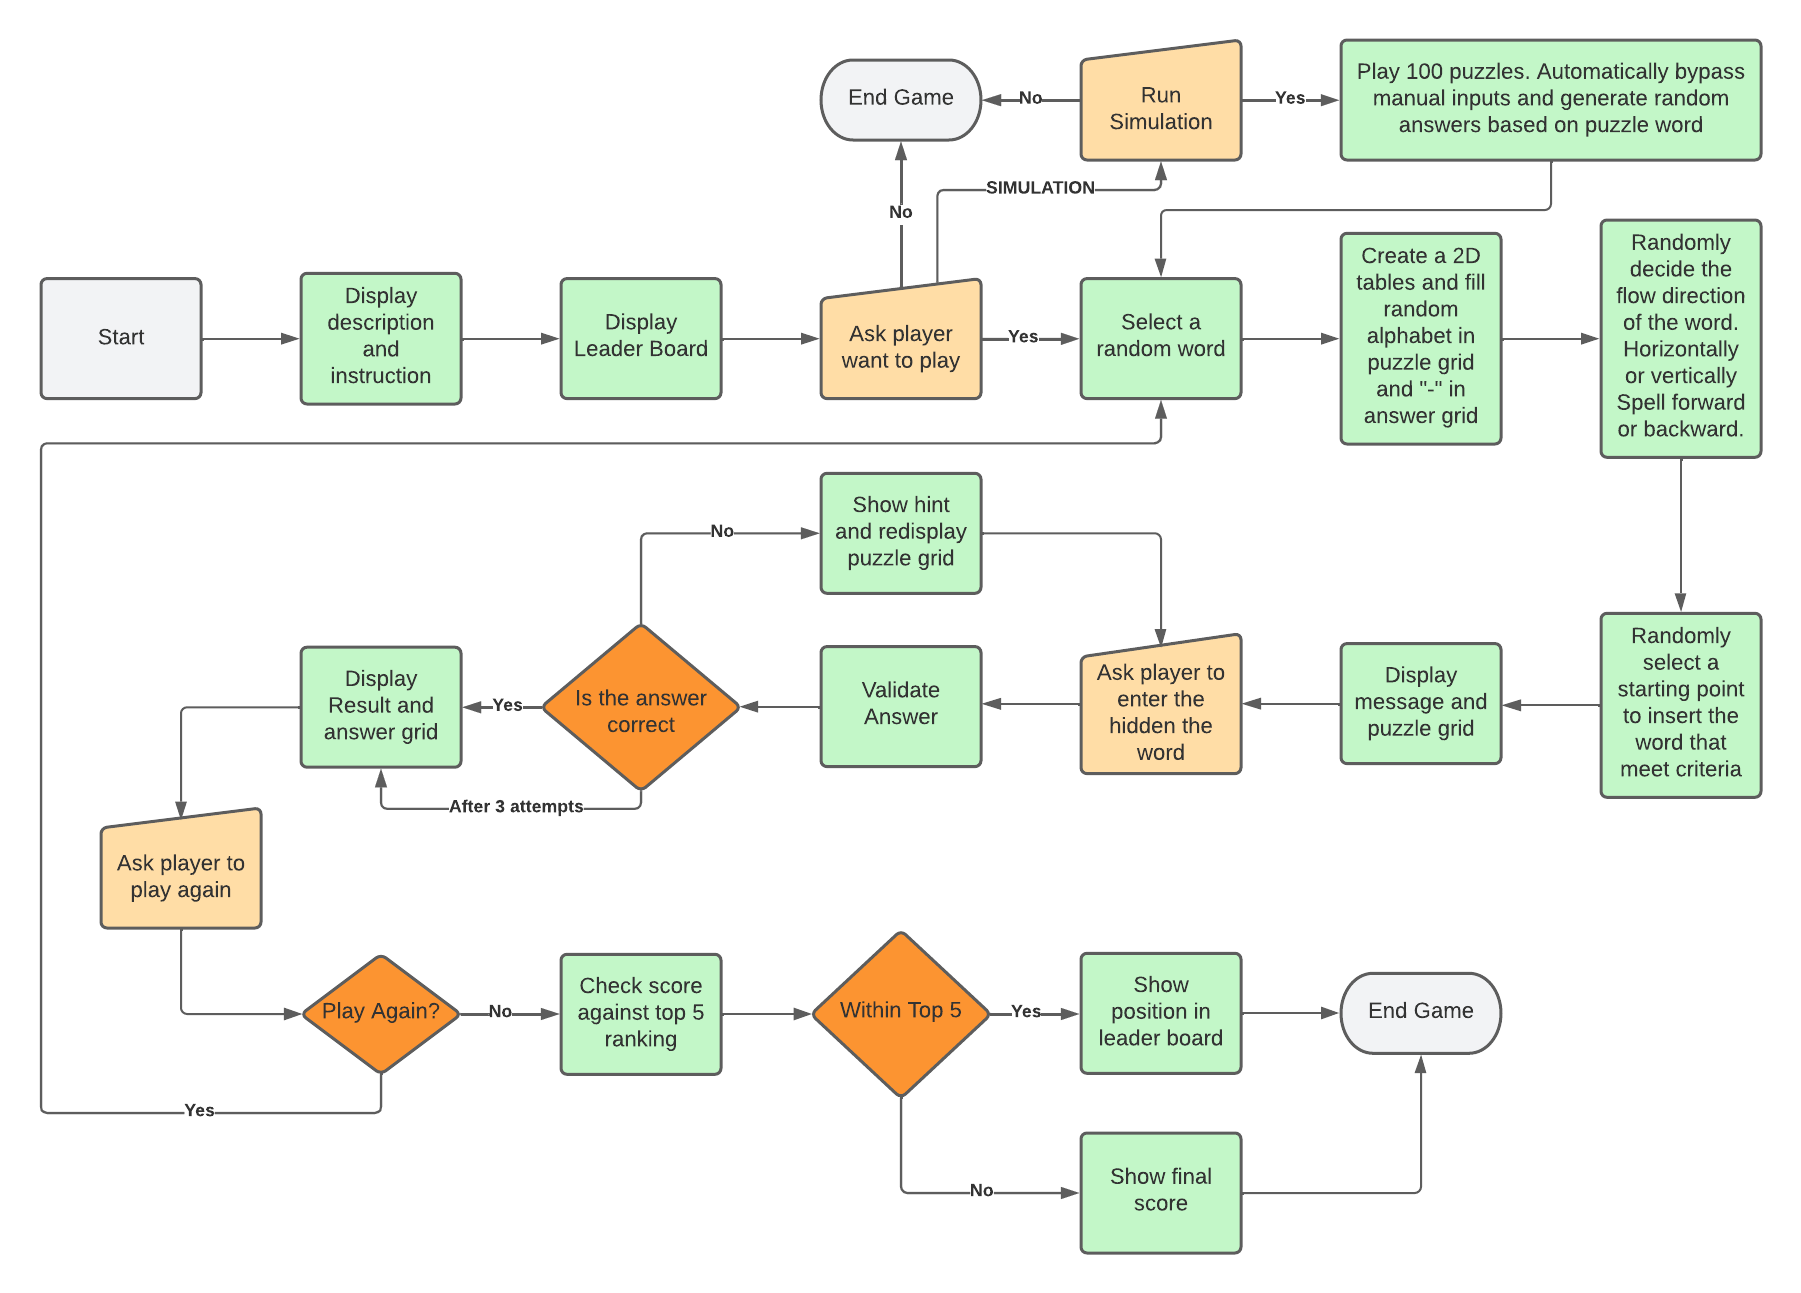 End Game
No
Run
Simulation
Yes
Play 100 puzzles. Automatically bypass
manual inputs and generate random
answers based on puzzle word
SIMULATION
No
Start
Display
description
and
instruction
Display
Leader Board
Ask player
want to play
Yes
Select a
random word
Create a 2D
tables and fill
random
alphabet in
puzzle grid
and "-" in
answer grid
Randomly
decide the
flow direction
of the word.
Horizontally
or vertically
Spell forward
or backward.
No
Show hint
and redisplay
puzzle grid
Display
Result and
answer grid
Yes
Is the answer
correct
Validate
Answer
Ask player to
enter the
hidden the
word
Display
message and
puzzle grid
Randomly
select a
starting point
to insert the
word that
meet criteria
After 3 attempts
Ask player to
play again
Play Again?
No
Check score
against top 5
ranking
Within Top 5
Yes
Show
position in
leader board
End Game
Yes
No
Show final
score